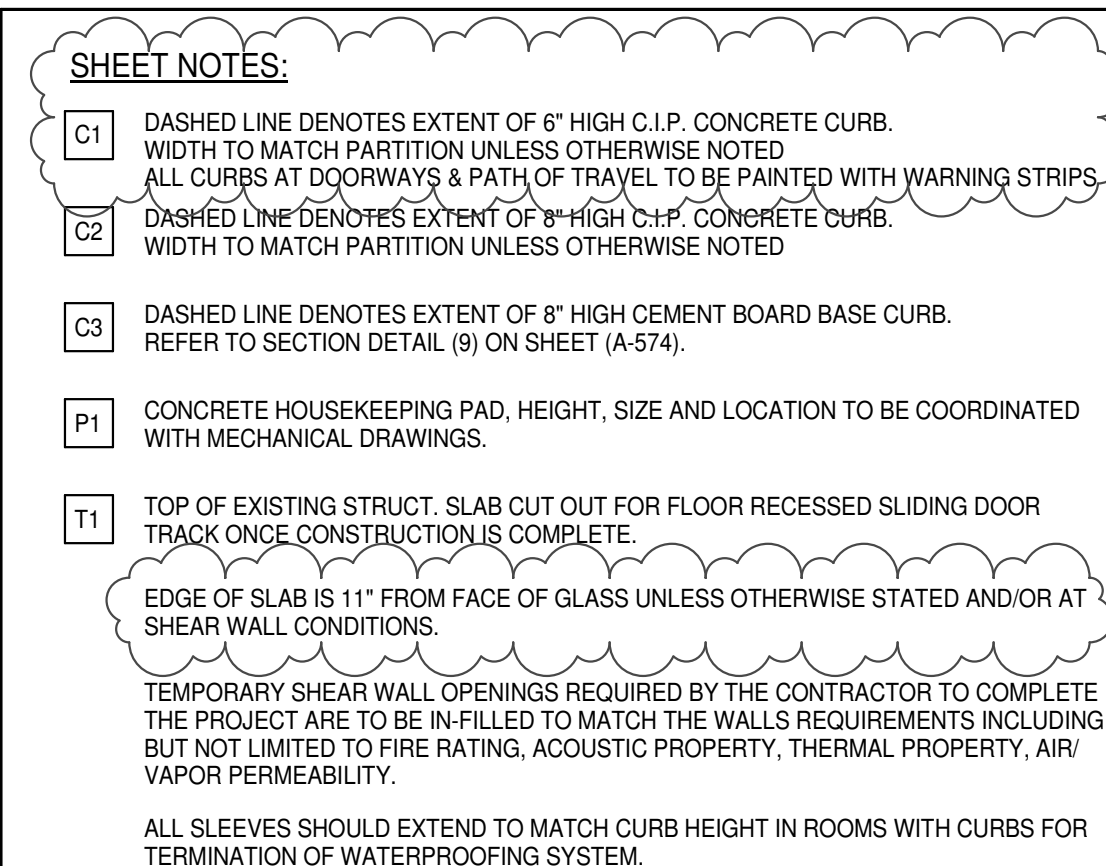 SHEET NOTES:
C1 DASHED LINE DENOTES EXTENT OF 6" HIGH C.I.P. CONCRETE CURB.
WIDTH TO MATCH PARTITION UNLESS OTHERWISE NOTED
ALL CURBS AT DOORWAYS & PATH OF TRAVEL TO BE PAINTED WITH WARNING STRIPS
C2 DASHED LINE DENOTES EXTENT OF 8" HIGH C.I.P. CONCRETE CURB.
WIDTH TO MATCH PARTITION UNLESS OTHERWISE NOTED
C3 DASHED LINE DENOTES EXTENT OF 8" HIGH CEMENT BOARD BASE CURB.
REFER TO SECTION DETAIL (9) ON SHEET (A-574).
P1 CONCRETE HOUSEKEEPING PAD, HEIGHT, SIZE AND LOCATION TO BE COORDINATED
WITH MECHANICAL DRAWINGS.
T1 TOP OF EXISTING STRUCT. SLAB CUT OUT FOR FLOOR RECESSED SLIDING DOOR
TRACK ONCE CONSTRUCTION IS COMPLETE.
EDGE OF SLAB IS 11" FROM FACE OF GLASS UNLESS OTHERWISE STATED AND/OR AT
SHEAR WALL CONDITIONS.
TEMPORARY SHEAR WALL OPENINGS REQUIRED BY THE CONTRACTOR TO COMPLETE
THE PROJECT ARE TO BE IN-FILLED TO MATCH THE WALLS REQUIREMENTS INCLUDING
BUT NOT LIMITED TO FIRE RATING, ACOUSTIC PROPERTY, THERMAL PROPERTY, AIR/
VAPOR PERMEABILITY.
ALL SLEEVES SHOULD EXTEND TO MATCH CURB HEIGHT IN ROOMS WITH CURBS FOR
TERMINATION OF WATERPROOFING SYSTEM.